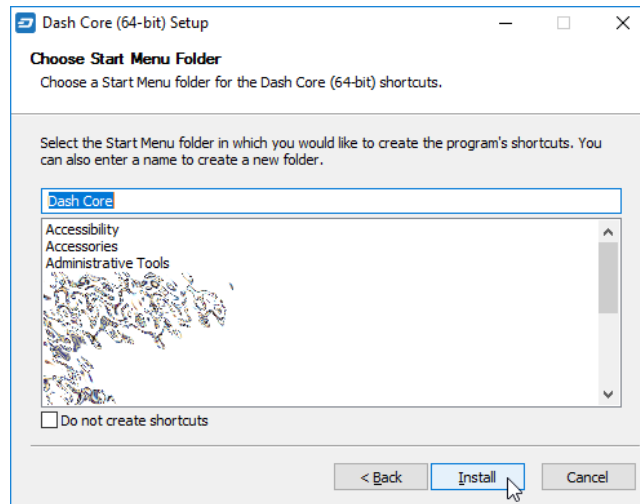 Dash Core (64-bit) Setup
Choose Start Menu Folder
Choose a Start Menu folder for the Dash Core (64-bit) shortcuts.
Select the Start Menu folder in which you would like to create the program's shortcuts. You
can also enter a name to create a new folder.
Dash Core
Accessibility
Accessories
Administrative Tools
Do not create shortcuts
< Back
Install
Cancel